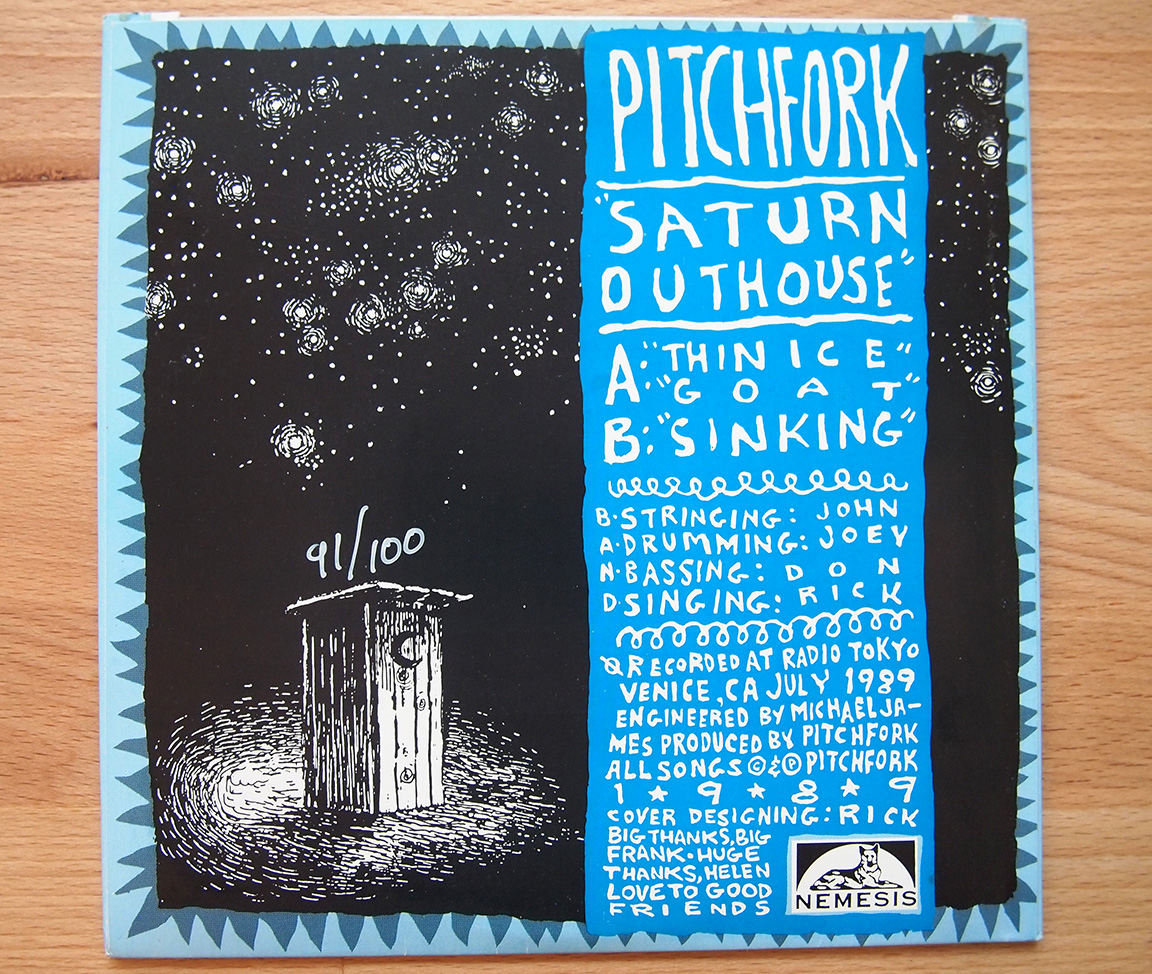 PITCHFORK
"SATURN
OUTHOUSE"
A: "THIN ICE"
"GOAT"
B: "SINKING"
B·STRINGING: JOHN
A·DRUMMING: JOEY
N·BASSING: DON
D·SINGING: RICK
RECORDED AT RADIO TOKYO
VENICE, CA JULY 1989
ENGINEERED BY MICHAEL JA-
MES PRODUCED BY PITCHFORK
ALL SONGS © & ℗ PITCHFORK
1★9★8★9
COVER DESIGNING: RICK
BIG THANKS, BIG
FRANK-HUGE
THANKS, HELEN
LOVE TO GOOD
FRIENDS
NEMESIS
91/100